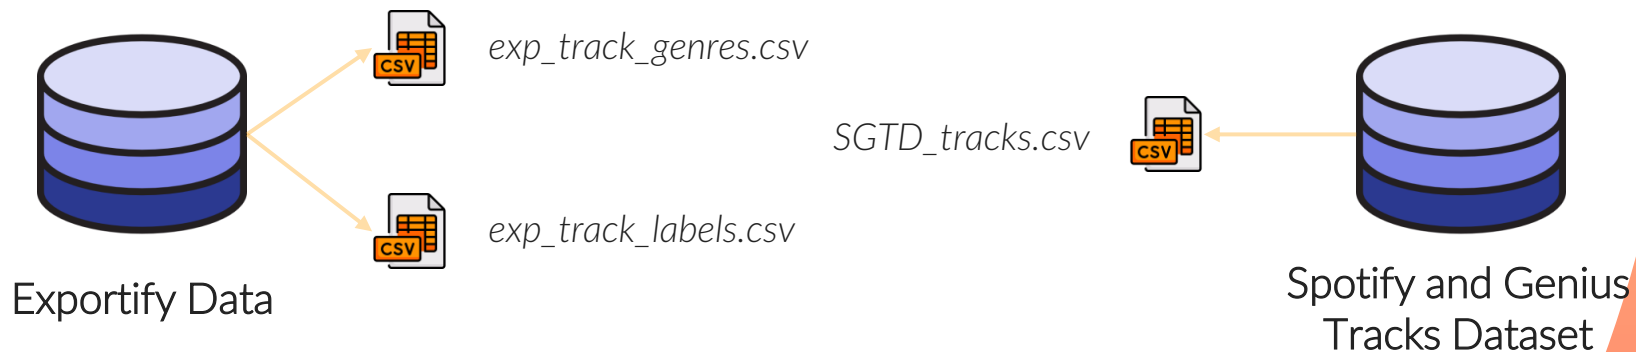 CSV
exp_track_genres.csv
SGTD_tracks.csv
CSV
CSV
exp_track_labels.csv
Exportify Data
Spotify and Genius
Tracks Dataset